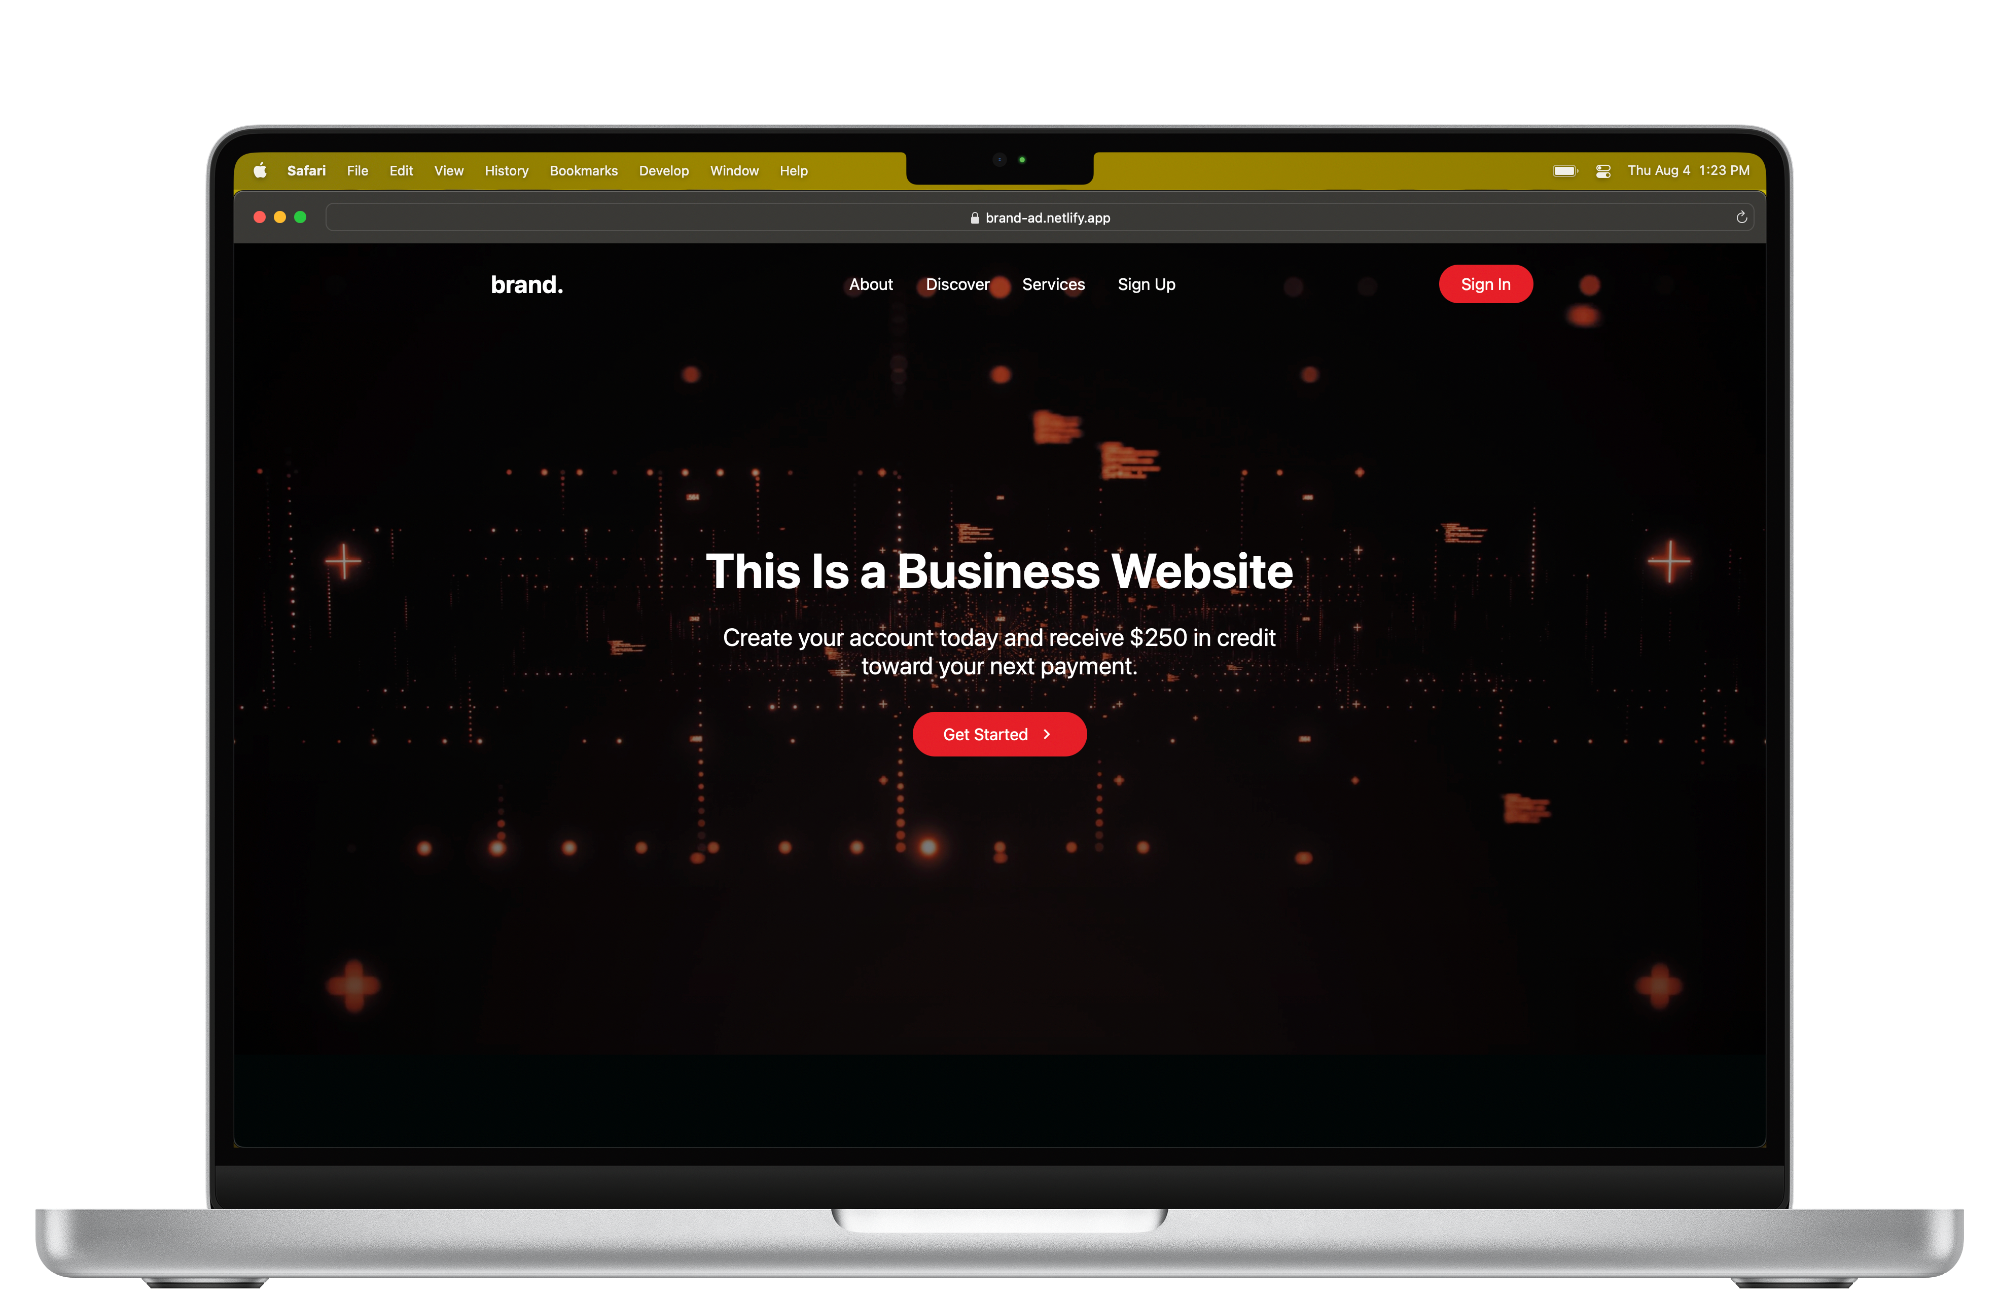 Safari File Edit View History Bookmarks Develop Window Help Thu Aug 4 1:23 PM
brand-ad.netlify.app
brand. About Discover Services Sign Up Sign In
This Is a Business Website
Create your account today and receive $250 in credit
toward your next payment.
Get Started